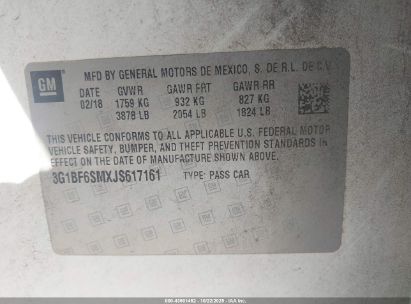 GM
MFD BY GENERAL MOTORS DE MEXICO, S. DE R.L. DE C.V.
02/18 GVWR GAWR FRT GAWR RR
1759 KG 932 KG 827 KG
3878 LB 2054 LB 1824 LB
THIS VEHICLE CONFORMS TO ALL APPLICABLE U.S. FEDERAL MOTOR
VEHICLE SAFETY, BUMPER, AND THEFT PREVENTION STANDARDS IN
EFFECT ON THE DATE OF MANUFACTURE SHOWN ABOVE.
3G1BF6SMXJS617161 TYPE: PASS CAR